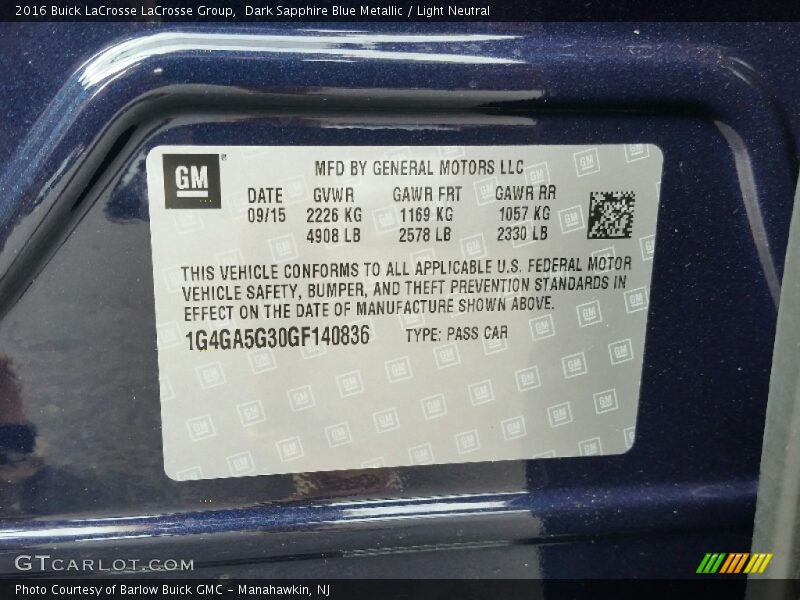 2016 Buick LaCrosse LaCrosse Group,  Dark Sapphire Blue Metallic / Light Neutral
GM
MFD BY GENERAL MOTORS LLC
DATE GVWR GAWR FRT GAWR RR
09/15 2226 KG 1169 KG 1057 KG
4908 LB 2578 LB 2330 LB
THIS VEHICLE CONFORMS TO ALL APPLICABLE U.S. FEDERAL MOTOR
VEHICLE SAFETY, BUMPER, AND THEFT PREVENTION STANDARDS IN
EFFECT ON THE DATE OF MANUFACTURE SHOWN ABOVE.
1G4GA5G30GF140836 TYPE: PASS CAR
GTCARLOT.COM
Photo Courtesy of Barlow Buick GMC – Manahawkin, NJ